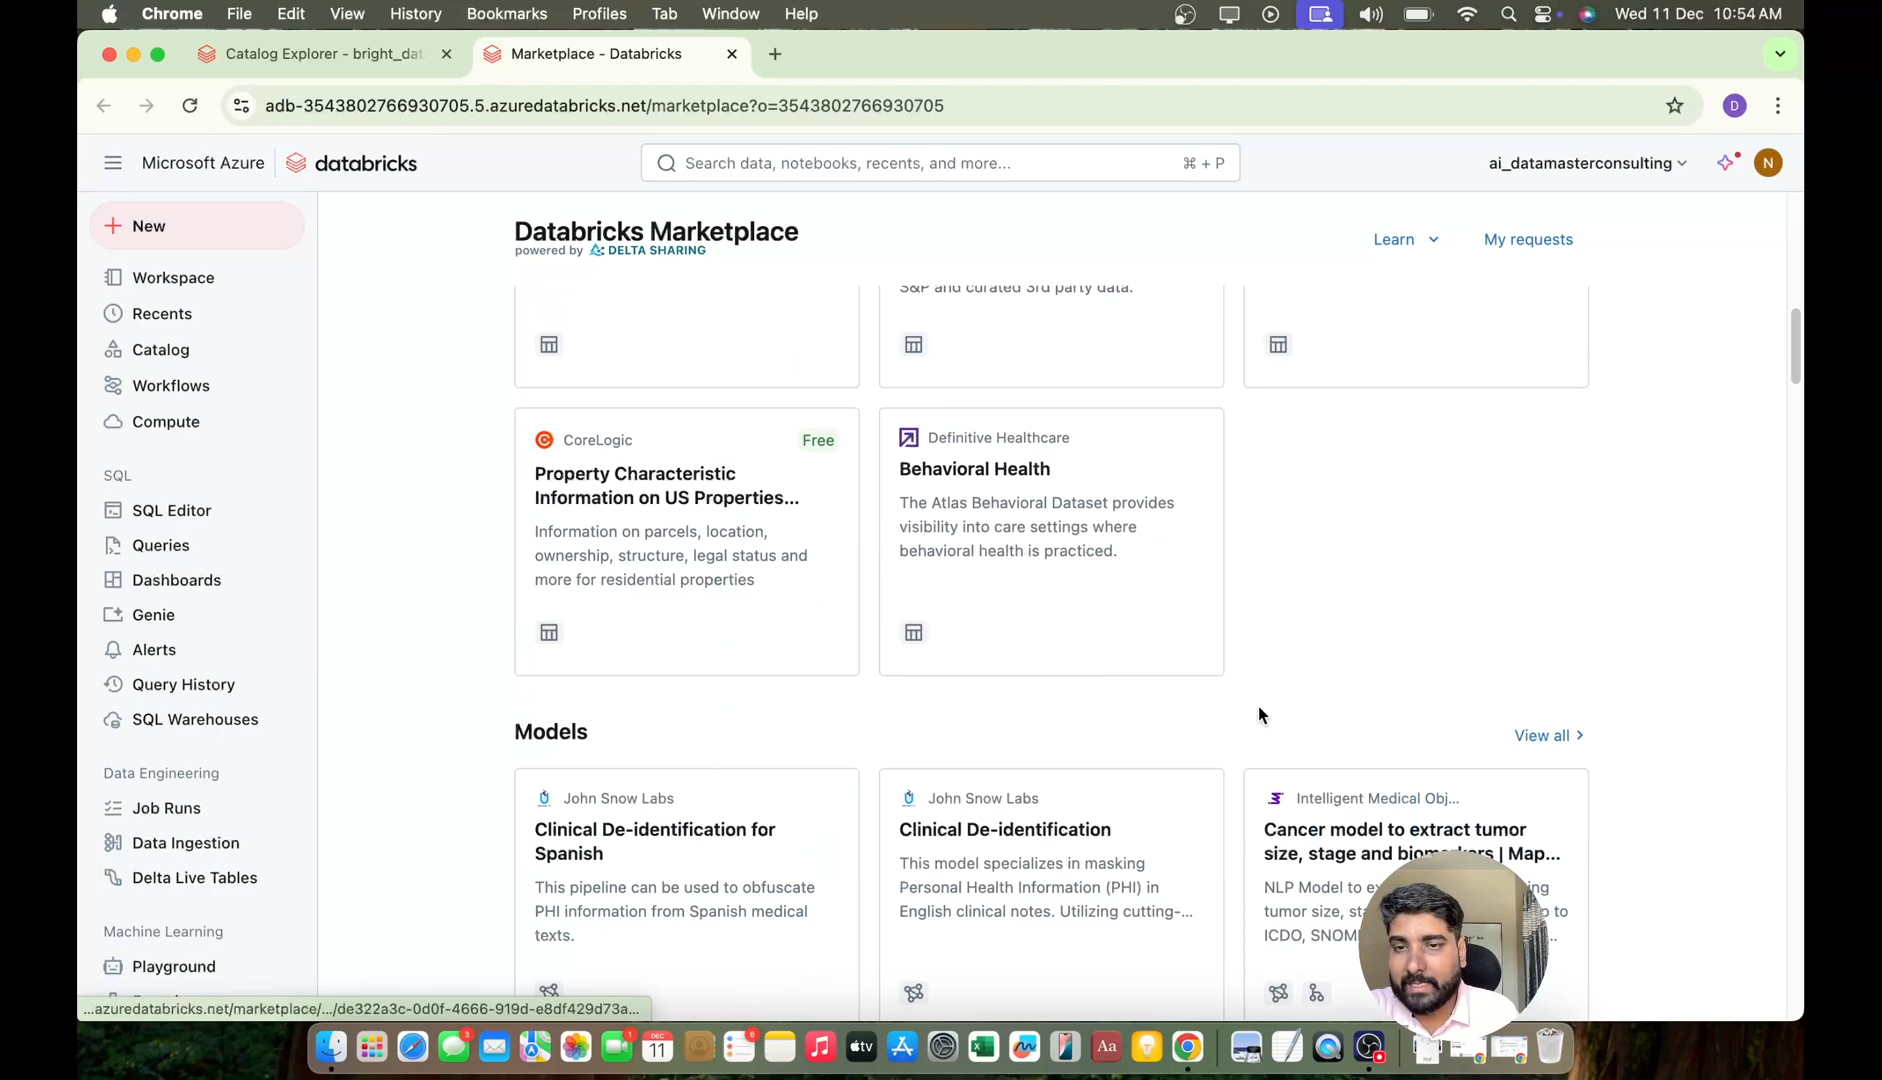 Chrome File Edit View History Bookmarks Profiles Tab Window Help Wed 11 Dec 10:54 AM
Catalog Explorer - bright_dat Marketplace - Databricks
adb-3543802766930705.5.azuredatabricks.net/marketplace?o=3543802766930705 D
Microsoft Azure databricks Search data, notebooks, recents, and more... ⌘ + P ai_datamasterconsulting N
New
Workspace
Recents
Catalog
Workflows
Compute
SQL
SQL Editor
Queries
Dashboards
Genie
Alerts
Query History
SQL Warehouses
Data Engineering
Job Runs
Data Ingestion
Delta Live Tables
Machine Learning
Playground
Databricks Marketplace
powered by DELTA SHARING
Learn My requests
S&P and curated 3rd party data.
CoreLogic Free
Property Characteristic
Information on US Properties...
Information on parcels, location,
ownership, structure, legal status and
more for residential properties
Definitive Healthcare
Behavioral Health
The Atlas Behavioral Dataset provides
visibility into care settings where
behavioral health is practiced.
Models View all
John Snow Labs
Clinical De-identification for
Spanish
This pipeline can be used to obfuscate
PHI information from Spanish medical
texts.
John Snow Labs
Clinical De-identification
This model specializes in masking
Personal Health Information (PHI) in
English clinical notes. Utilizing cutting-...
Intelligent Medical Obj...
Cancer model to extract tumor
size, stage and biomarkers | Map...
NLP Model to
tumor size,
ICDO,
...azuredatabricks.net/marketplace/.../de322a3c-0d0f-4666-919d-e8df429d73a...
3 1 DEC 11 6 tv Aa